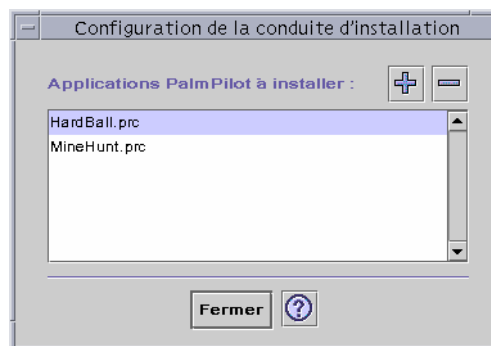 Configuration de la conduite d'installation
Applications PalmPilot à installer :
HardBall.prc
MineHunt.prc
Fermer